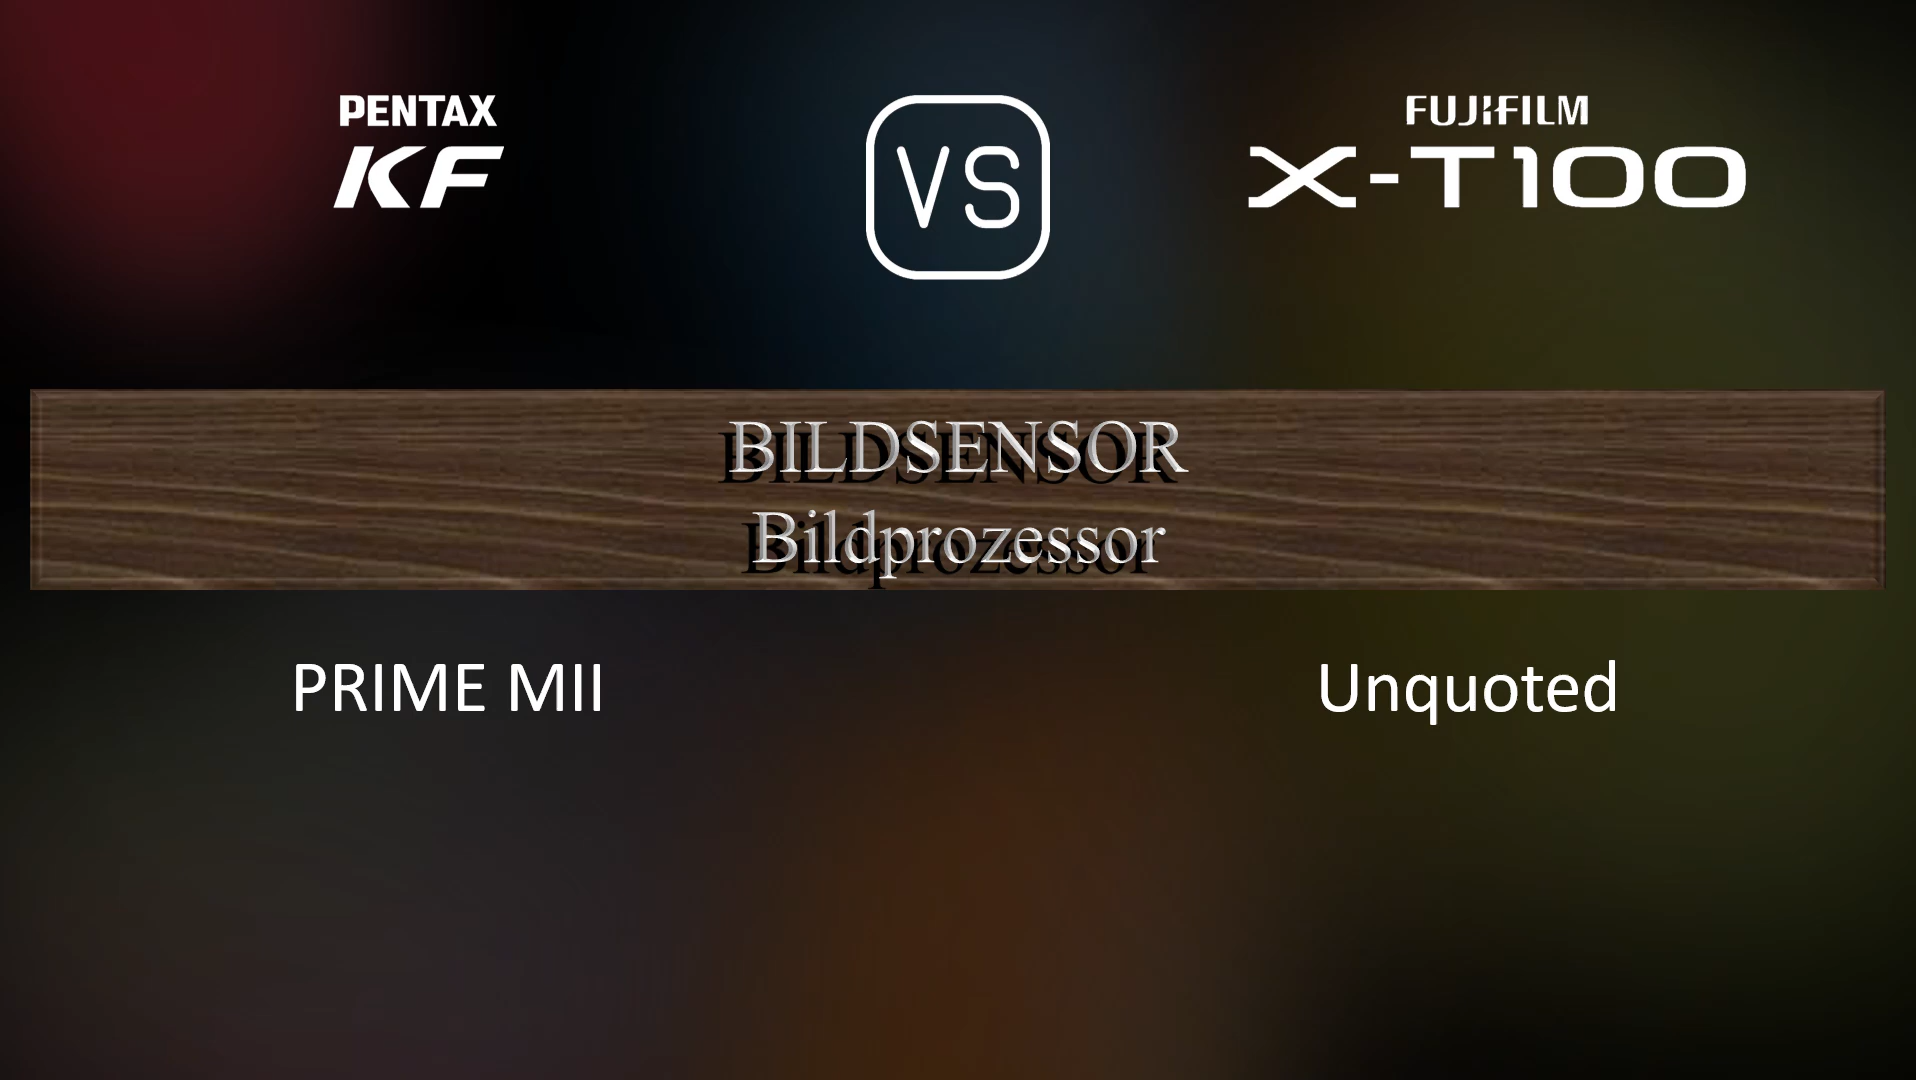 PENTAX
KF
VS
FUJIFILM
X-T100
BILDSENSOR
Bildprozessor
PRIME MII
Unquoted